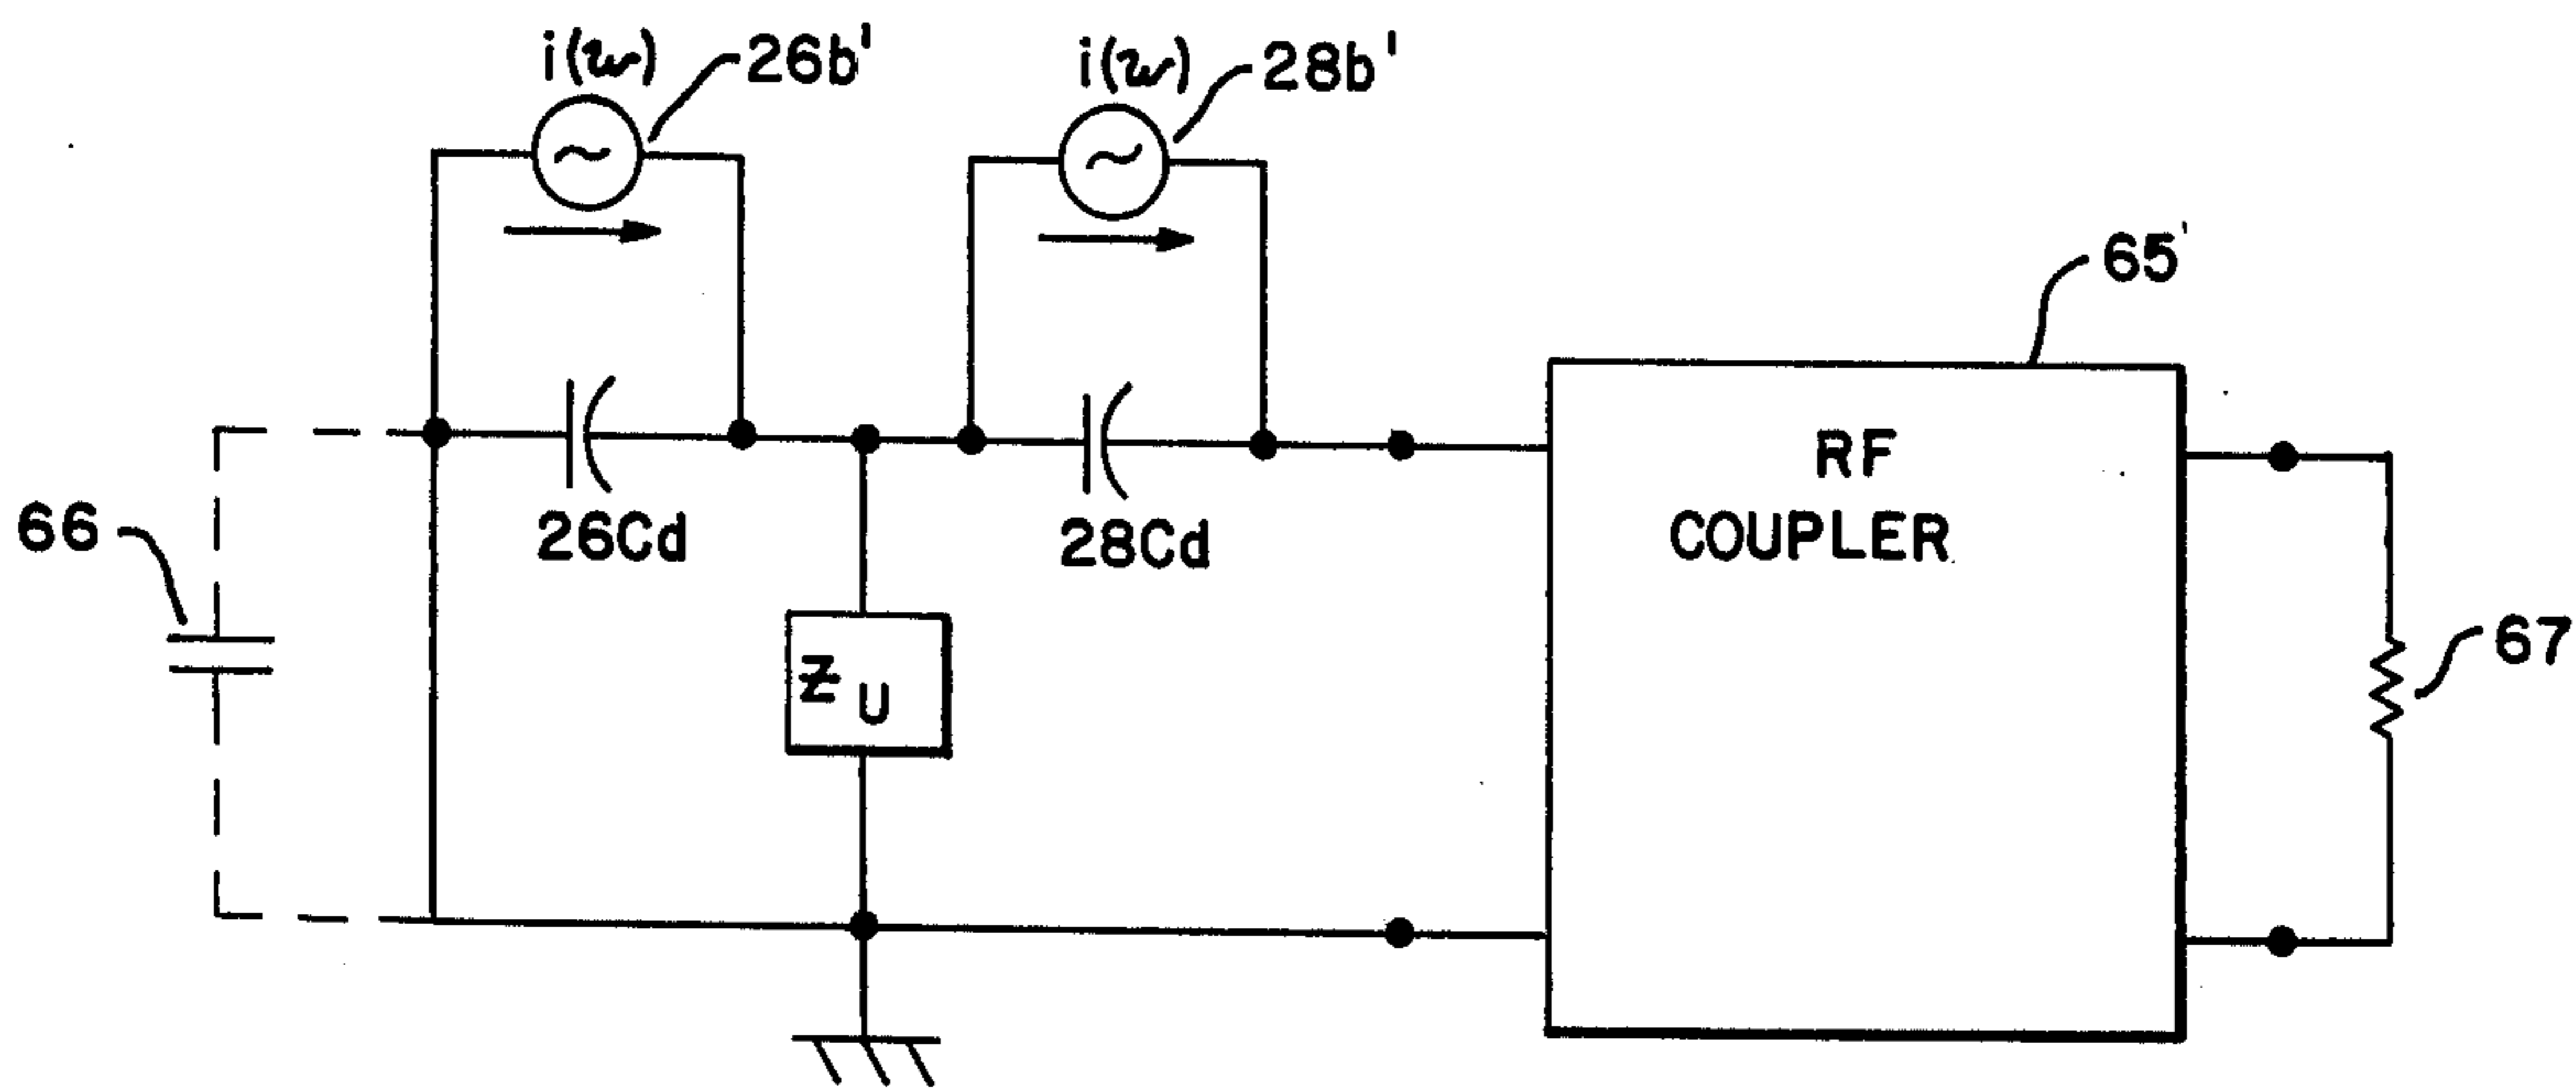 i(w) 26b'
i(w) 28b'
65'
RF
COUPLER
66
26Cd
28Cd
Z U
67